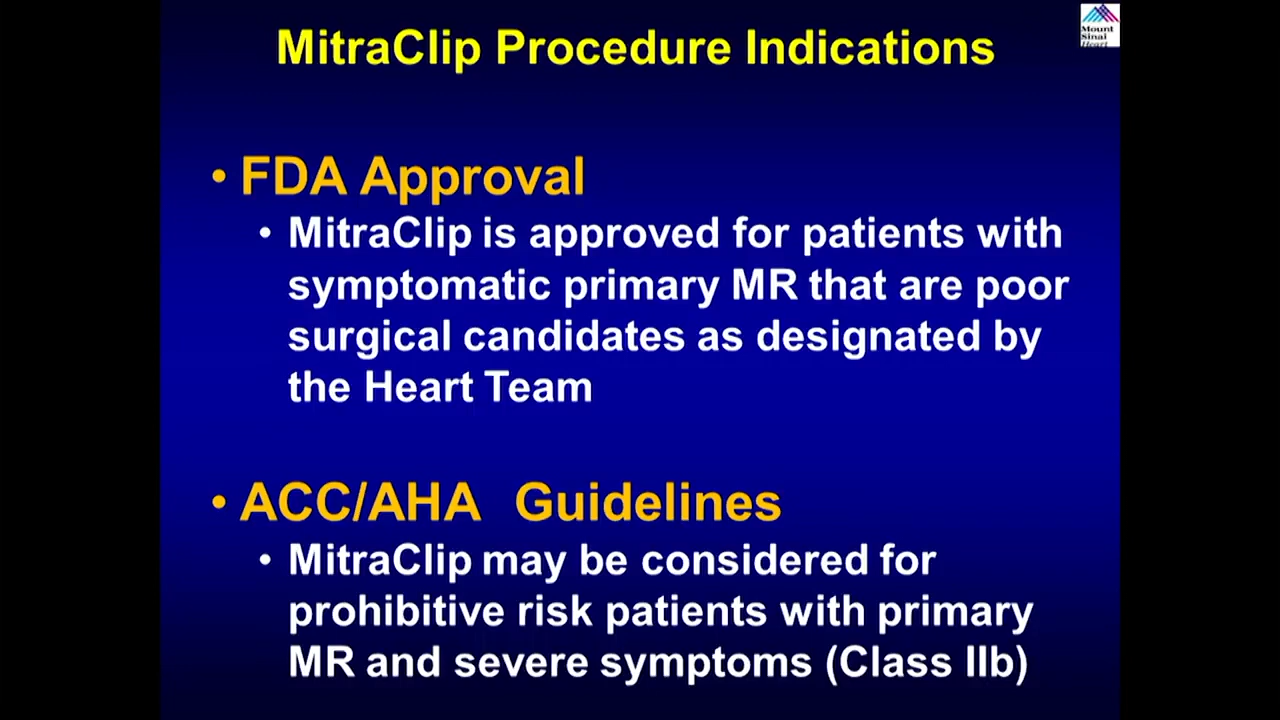 MitraClip Procedure Indications
Mount
Sinai
Heart
• FDA Approval
• MitraClip is approved for patients with
symptomatic primary MR that are poor
surgical candidates as designated by
the Heart Team
• ACC/AHA Guidelines
• MitraClip may be considered for
prohibitive risk patients with primary
MR and severe symptoms (Class IIb)